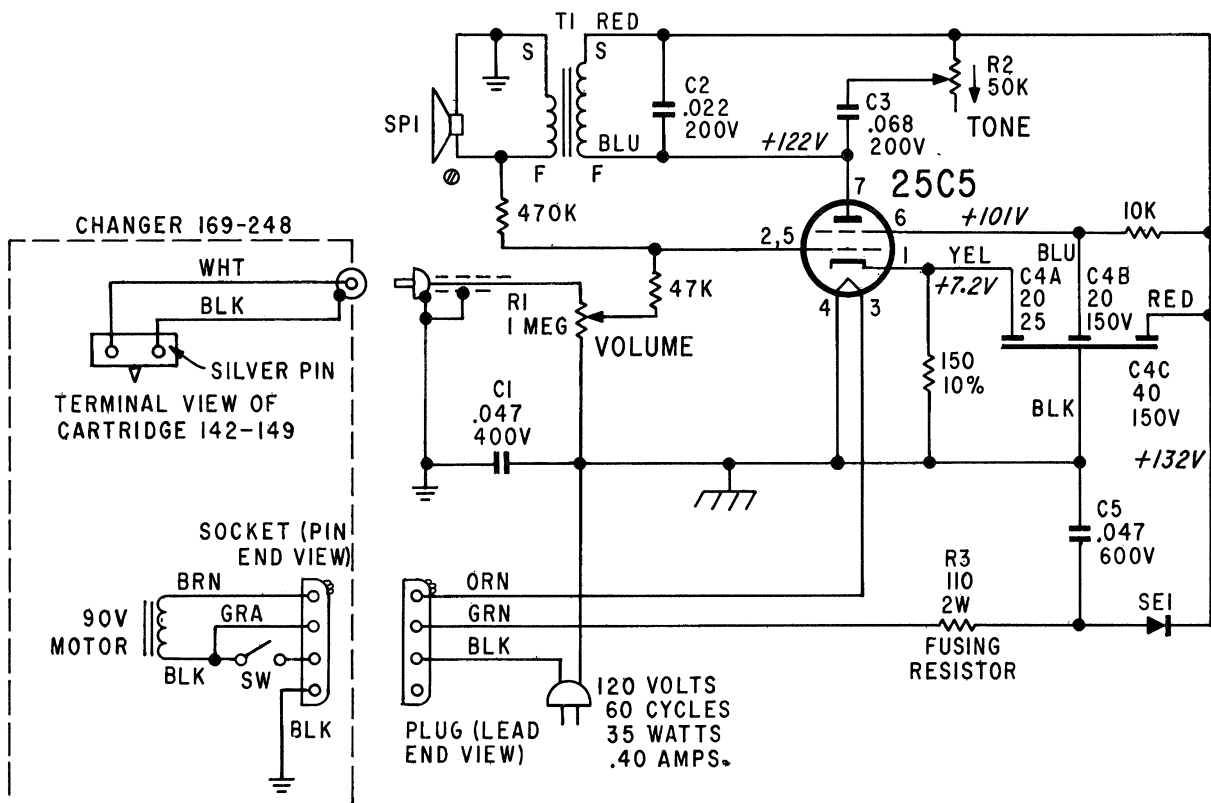 T1 RED
S
S
SP1
F
F
BLU
C2
.022
200V
+122V
C3
.068
200V
R2
50K
TONE
470K
7
25C5
6
+101V
10K
2,5
1
YEL
+7.2V
BLU
C4A
20
25
C4B
20
150V
RED
4
3
47K
R1
1 MEG
VOLUME
150
10%
C4C
40
150V
BLK
+132V
CHANGER 169-248
WHT
BLK
SILVER PIN
TERMINAL VIEW OF
CARTRIDGE 142-149
C1
.047
400V
C5
.047
600V
SOCKET (PIN
END VIEW)
BRN
GRA
90V
MOTOR
BLK
SW
BLK
ORN
GRN
BLK
R3
110
2W
FUSING
RESISTOR
SE1
PLUG (LEAD
END VIEW)
120 VOLTS
60 CYCLES
35 WATTS
.40 AMPS.